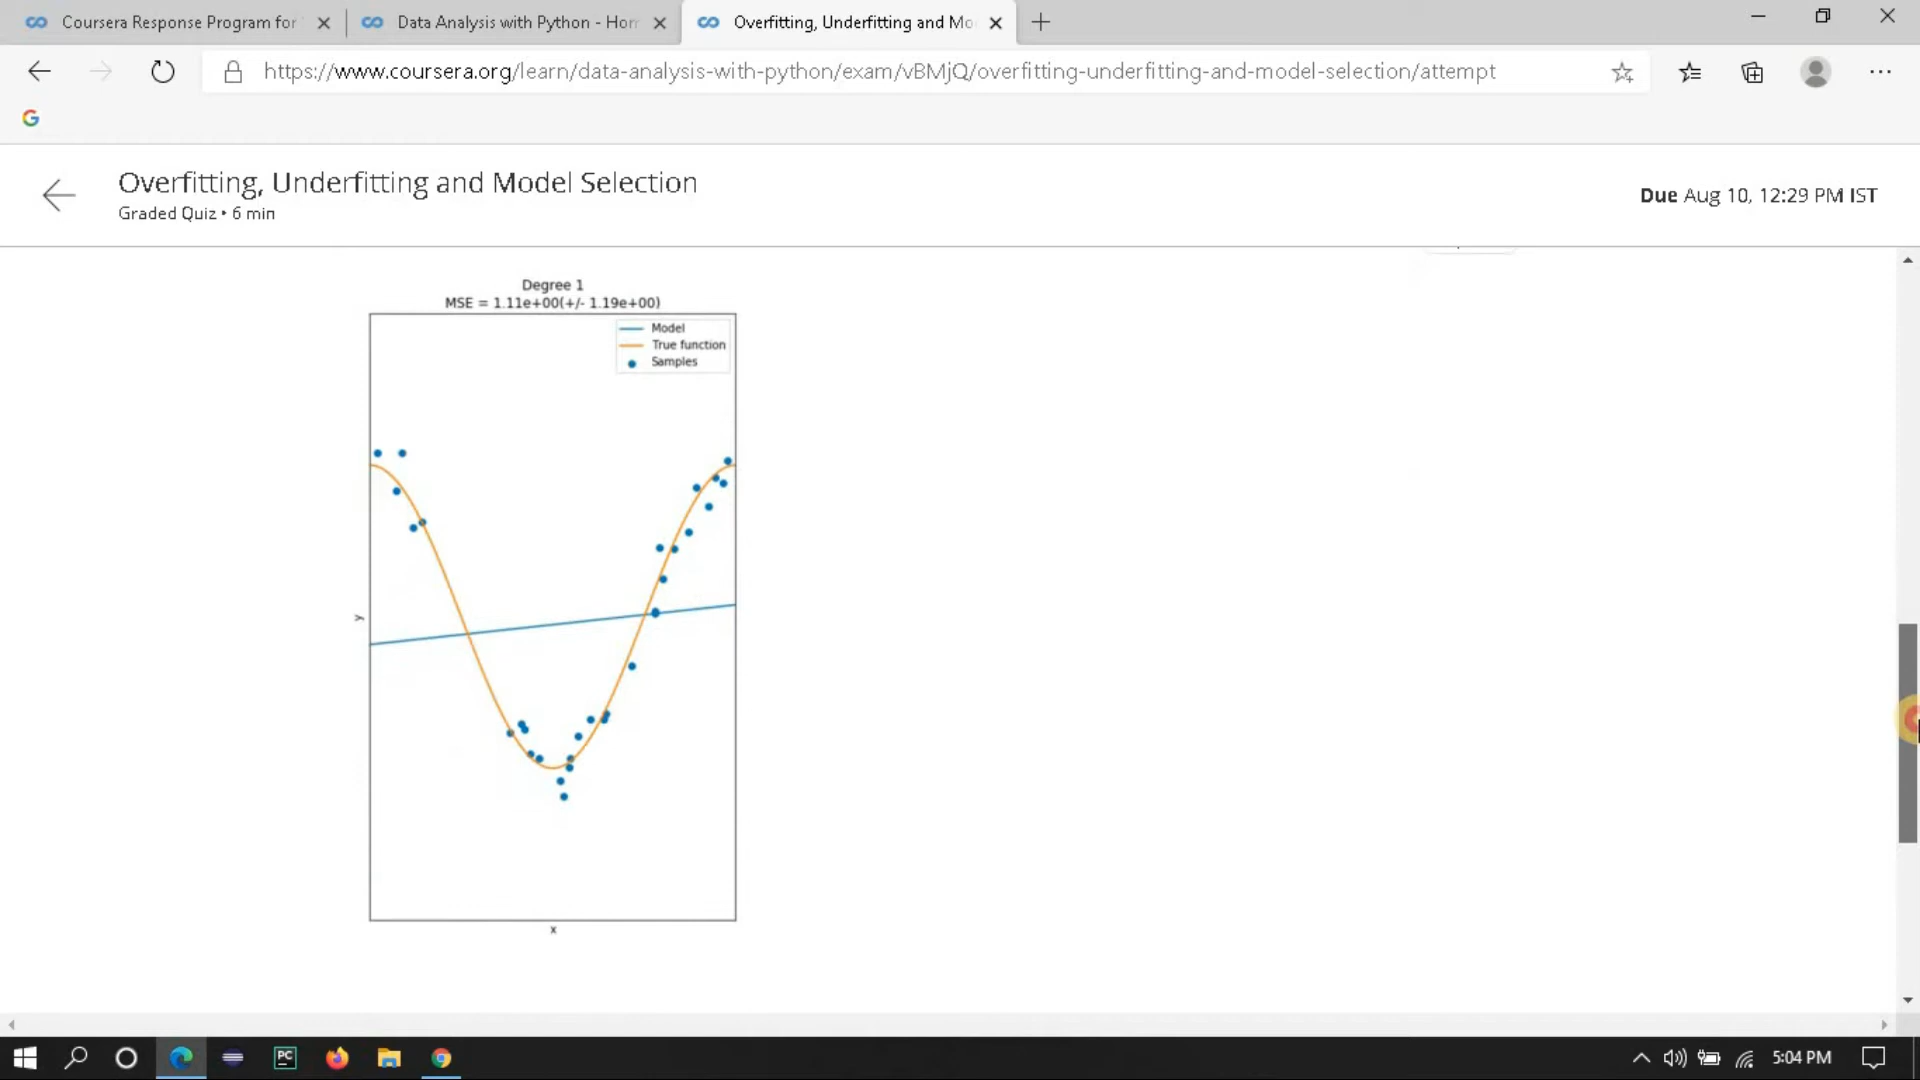 Coursera Response Program for
Data Analysis with Python - Hom
Overfitting, Underfitting and Mo
https://www.coursera.org/learn/data-analysis-with-python/exam/vBMjQ/overfitting-underfitting-and-model-selection/attempt
Overfitting, Underfitting and Model Selection
Graded Quiz • 6 min
Due Aug 10, 12:29 PM IST
Degree 1
MSE = 1.11e+00(+/- 1.19e+00)
Model
True function
Samples
y
x
PC
5:04 PM